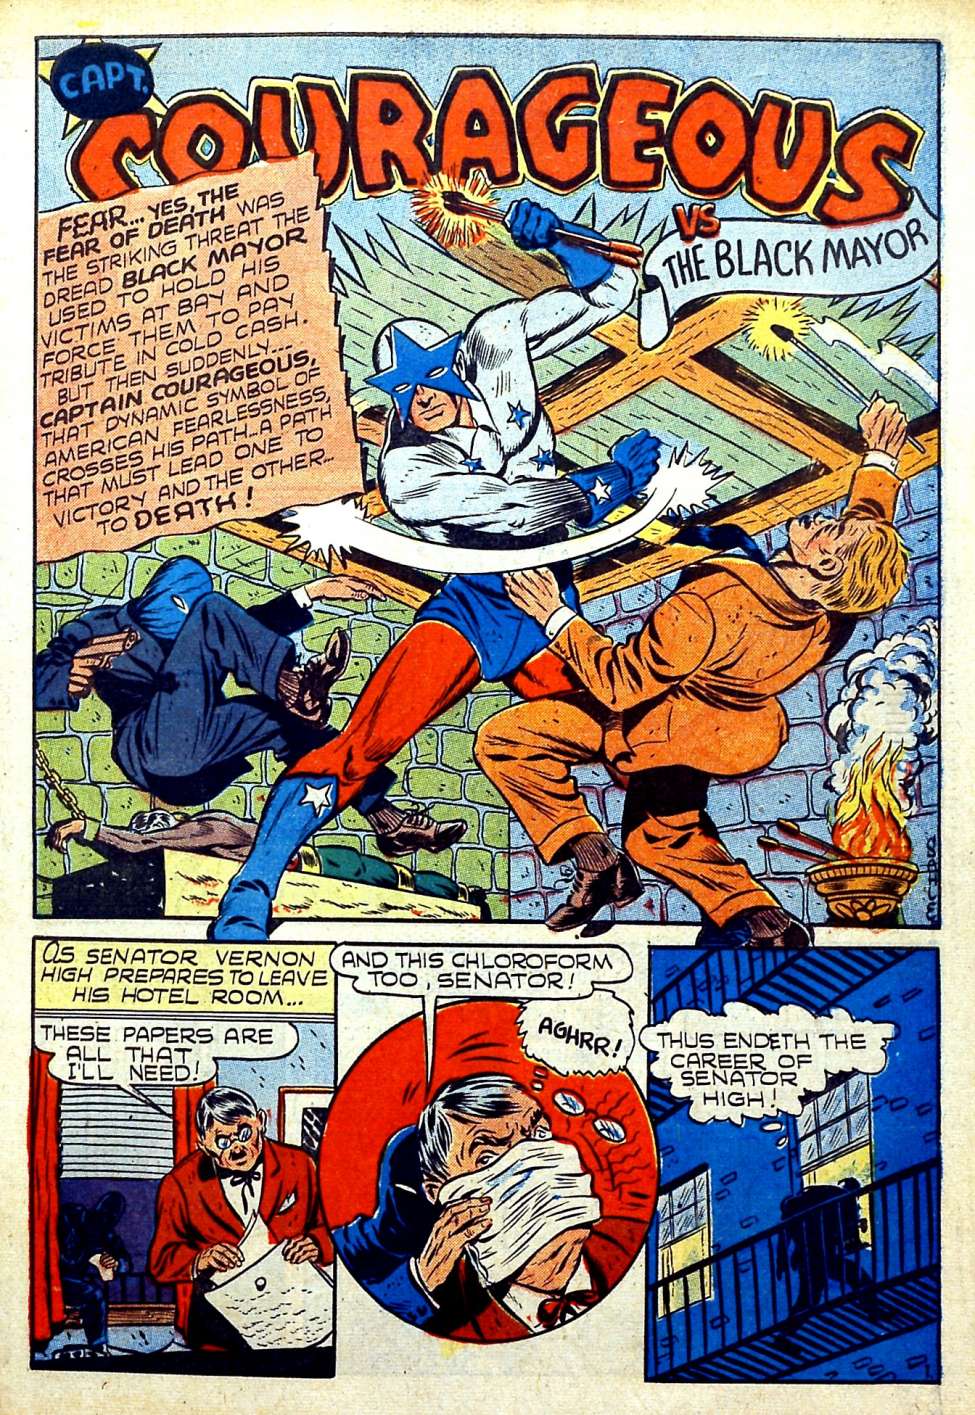 CAPT.
COURAGEOUS
VS
THE BLACK MAYOR
FEAR... YES, THE
FEAR OF DEATH WAS
THE STRIKING THREAT THE
DREAD BLACK MAYOR
USED TO HOLD HIS
VICTIMS AT BAY AND
FORCE THEM TO PAY
TRIBUTE IN COLD CASH.
BUT THEN SUDDENLY...
CAPTAIN COURAGEOUS,
THAT DYNAMIC SYMBOL OF
AMERICAN FEARLESSNESS,
CROSSES HIS PATH... A PATH
THAT MUST LEAD ONE TO
VICTORY AND THE OTHER...
TO DEATH!
AS SENATOR VERNON
HIGH PREPARES TO LEAVE
HIS HOTEL ROOM...
THESE PAPERS ARE
ALL THAT
I'LL NEED!
AND THIS CHLOROFORM
TOO, SENATOR!
AGHRR!
THUS ENDETH THE
CAREER OF
SENATOR
HIGH!